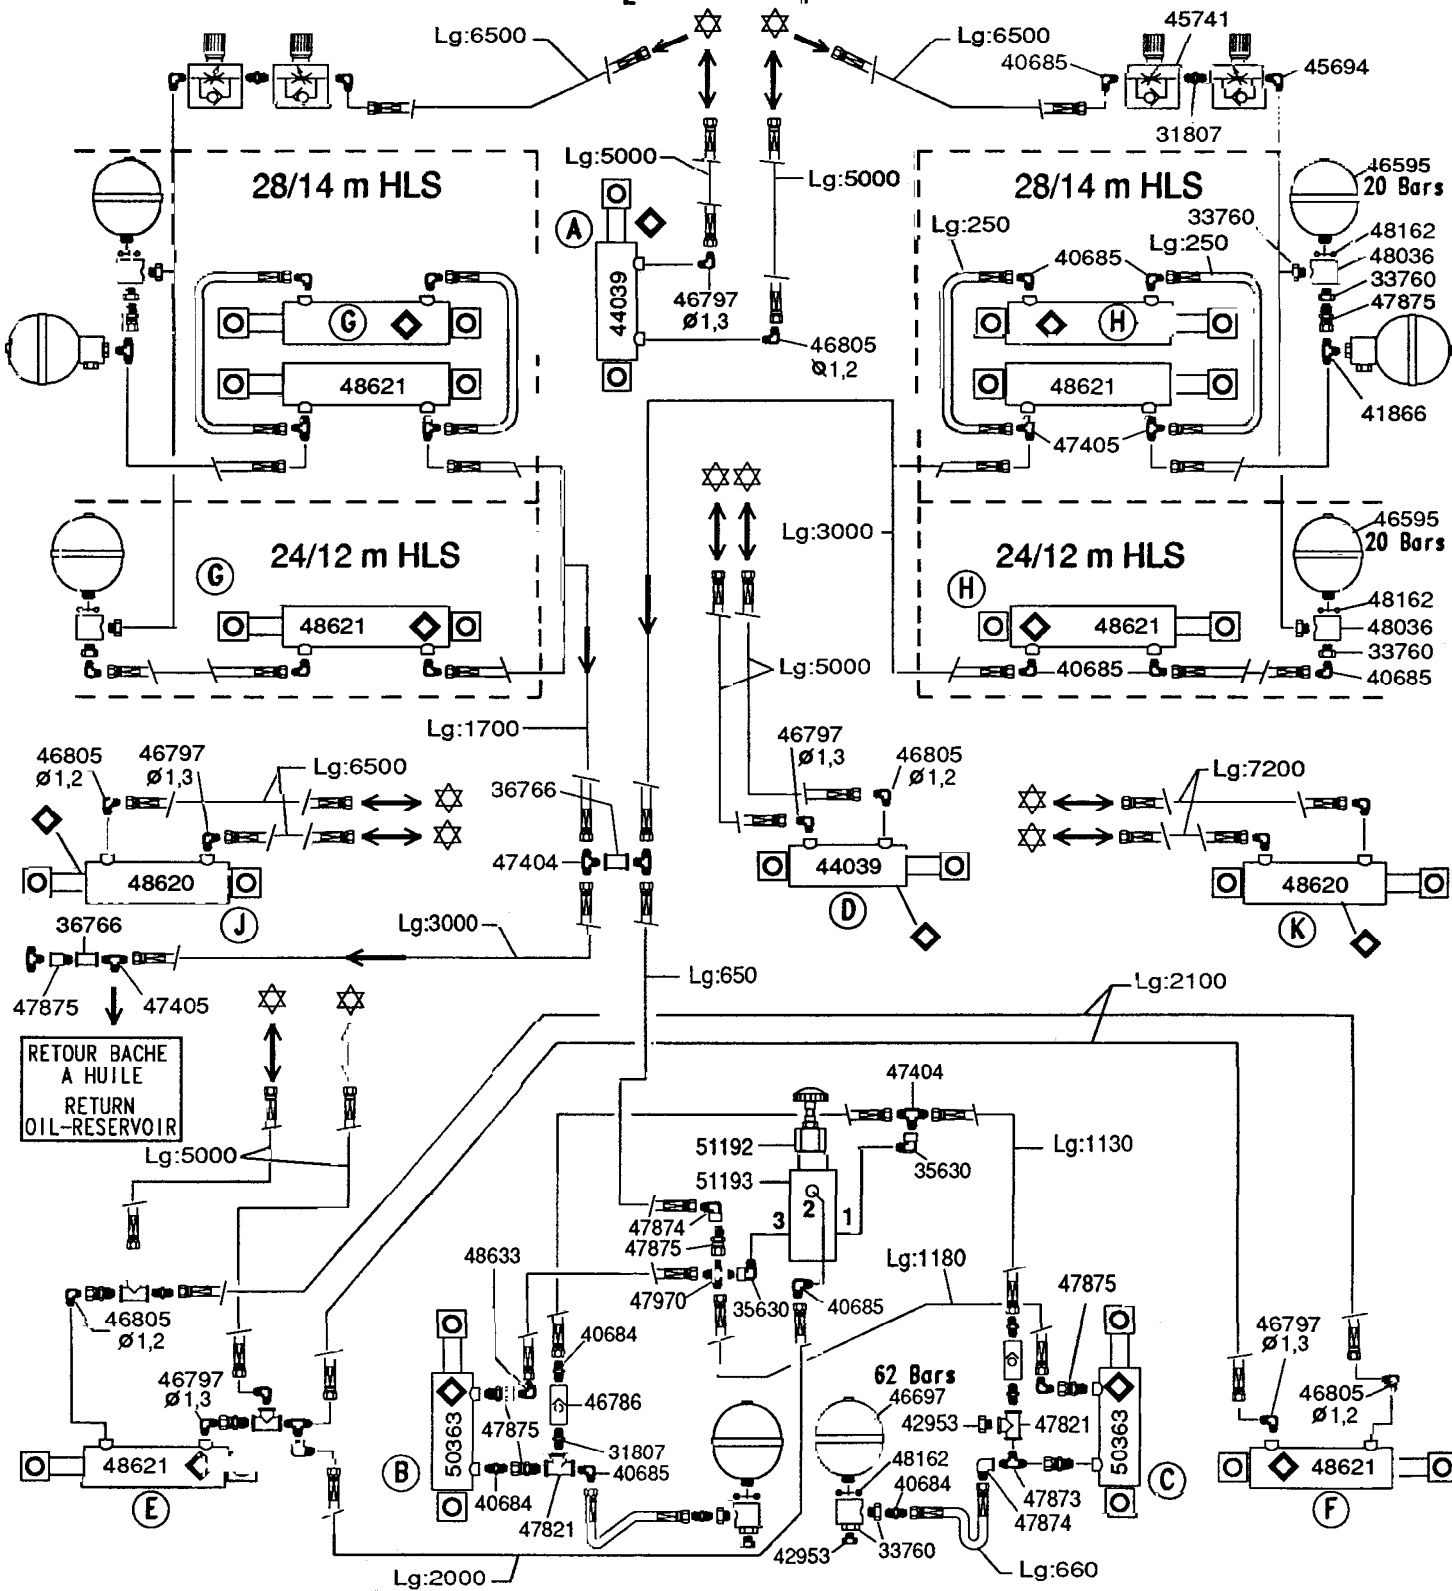 Lg:6500
Lg:6500
45741
40685
45694
31807
Lg:5000
Lg:5000
28/14 m HLS
28/14 m HLS
46595
20 Bars
A
33760
Lg:250
Lg:250
48162
48036
40685
33760
44039
46797
Ø1,3
47875
G
H
46805
Ø1,2
48621
48621
41866
47405
Lg:3000
46595
20 Bars
24/12 m HLS
24/12 m HLS
G
H
48162
48621
48621
48036
33760
Lg:5000
40685
40685
Lg:1700
46805
Ø1,2
46797
Ø1,3
Lg:6500
46797
Ø1,3
46805
Ø1,2
Lg:7200
36766
47404
44039
48620
48620
D
J
K
36766
Lg:3000
Lg:650
Lg:2100
47875
47405
RETOUR BACHE
A HUILE
RETURN
OIL-RESERVOIR
47404
Lg:5000
51192
Lg:1130
51193
35630
2
3
1
47874
47875
48633
Lg:1180
47875
47970
35630
40685
46805
Ø1,2
40684
46797
Ø1,3
46797
Ø1,3
62 Bars
46697
46805
Ø1,2
46786
42953
47821
47875
50363
50363
31807
48162
48621
B
40685
40684
C
48621
40684
47873
E
47821
47874
F
42953
33760
Lg:2000
Lg:660